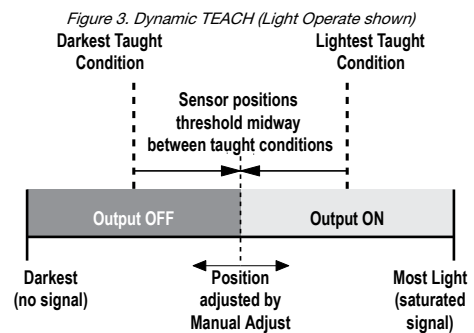 Figure 3. Dynamic TEACH (Light Operate shown)
Darkest Taught
Condition
Lightest Taught
Condition
Sensor positions
threshold midway
between taught conditions
Output OFF
Output ON
Darkest
(no signal)
Position
adjusted by
Manual Adjust
Most Light
(saturated
signal)